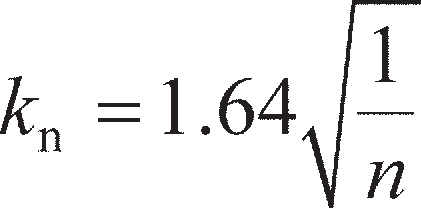 kₙ = 1.64√(1/n)